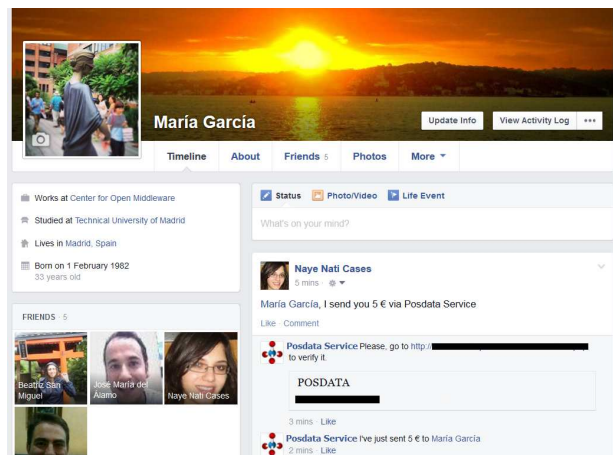 María García
Update Info
View Activity Log
Timeline
About
Friends 5
Photos
More
Works at Center for Open Middleware
Studied at Technical University of Madrid
Lives in Madrid, Spain
Born on 1 February 1982
33 years old
FRIENDS · 5
Beatriz San
Miguel
José María del
Álamo
Naye Nati Cases
Status
Photo/Video
Life Event
What's on your mind?
Naye Nati Cases
5 mins ·
María García, I send you 5 € via Posdata Service
Like · Comment
Posdata Service Please, go to http://
to verify it.
POSDATA
3 mins · Like
Posdata Service I've just sent 5 € to María García
2 mins · Like